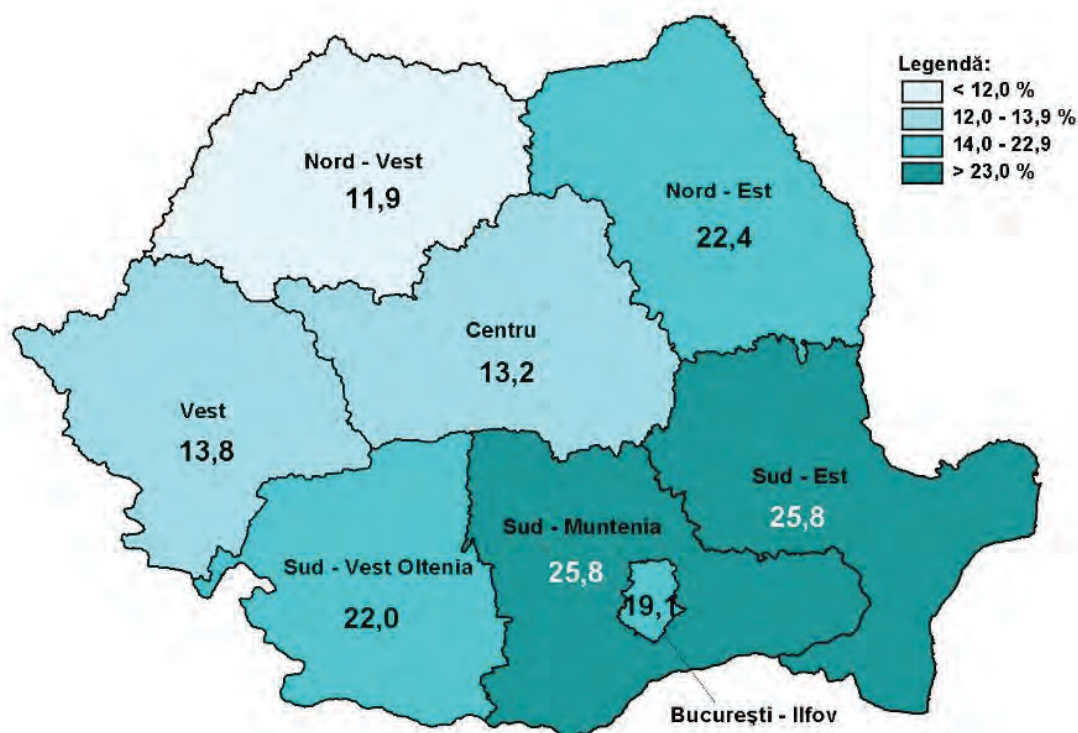 Legendă:
< 12,0 %
12,0 - 13,9 %
14,0 - 22,9
> 23,0 %
Nord - Vest
11,9
Nord - Est
22,4
Centru
13,2
Vest
13,8
Sud - Est
25,8
Sud - Muntenia
25,8
Sud - Vest Oltenia
22,0
19,1
Bucureşti - Ilfov